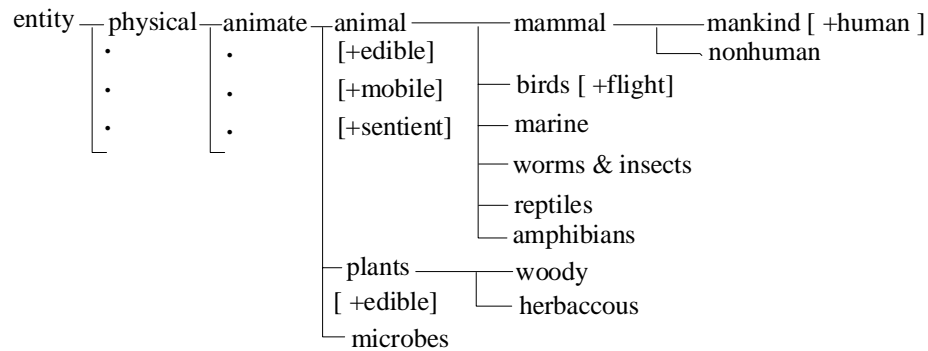 entity physical animate animal mammal mankind [ +human ]
[+edible] nonhuman
[+mobile] birds [ +flight]
[+sentient] marine
worms & insects
reptiles
amphibians
plants woody
[ +edible] herbaccous
microbes